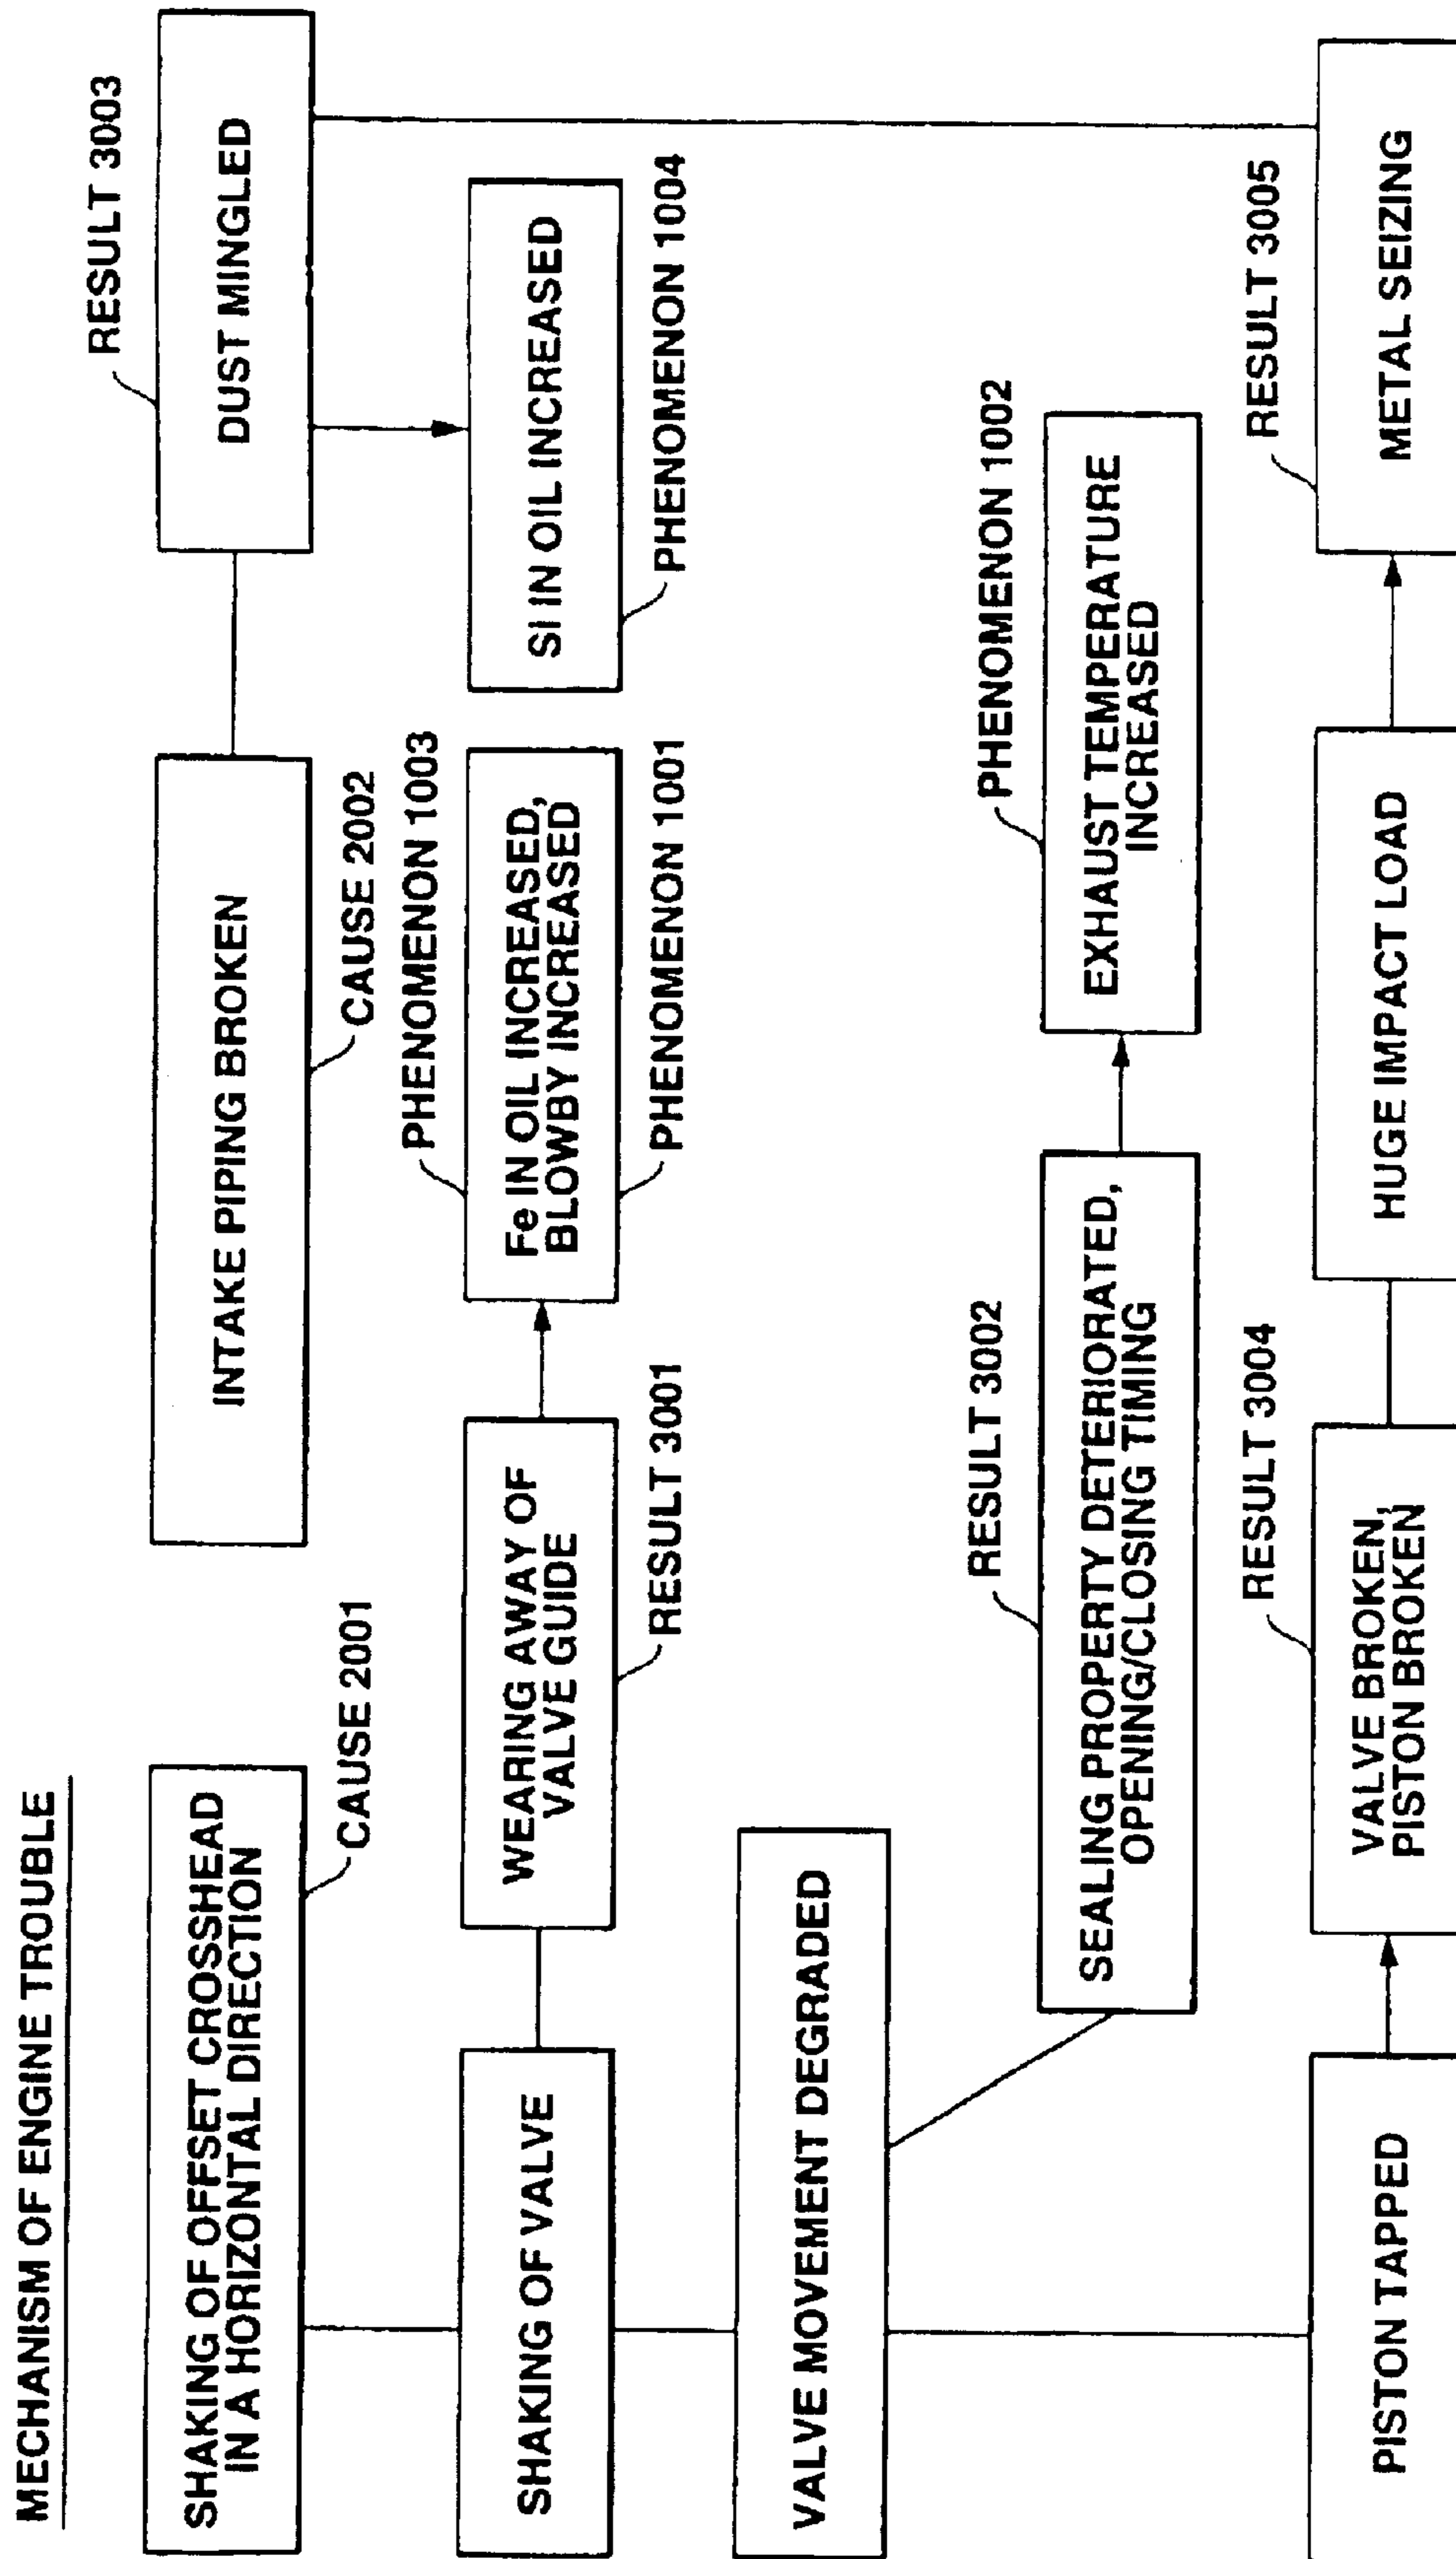 MECHANISM OF ENGINE TROUBLE
SHAKING OF OFFSET CROSSHEAD
IN A HORIZONTAL DIRECTION
CAUSE 2001
INTAKE PIPING BROKEN
CAUSE 2002
RESULT 3003
DUST MINGLED
SHAKING OF VALVE
WEARING AWAY OF
VALVE GUIDE
RESULT 3001
PHENOMENON 1003
Fe IN OIL INCREASED,
BLOWBY INCREASED
PHENOMENON 1001
SI IN OIL INCREASED
PHENOMENON 1004
VALVE MOVEMENT DEGRADED
RESULT 3002
SEALING PROPERTY DETERIORATED,
OPENING/CLOSING TIMING
PHENOMENON 1002
EXHAUST TEMPERATURE
INCREASED
PISTON TAPPED
RESULT 3004
VALVE BROKEN,
PISTON BROKEN
HUGE IMPACT LOAD
RESULT 3005
METAL SEIZING